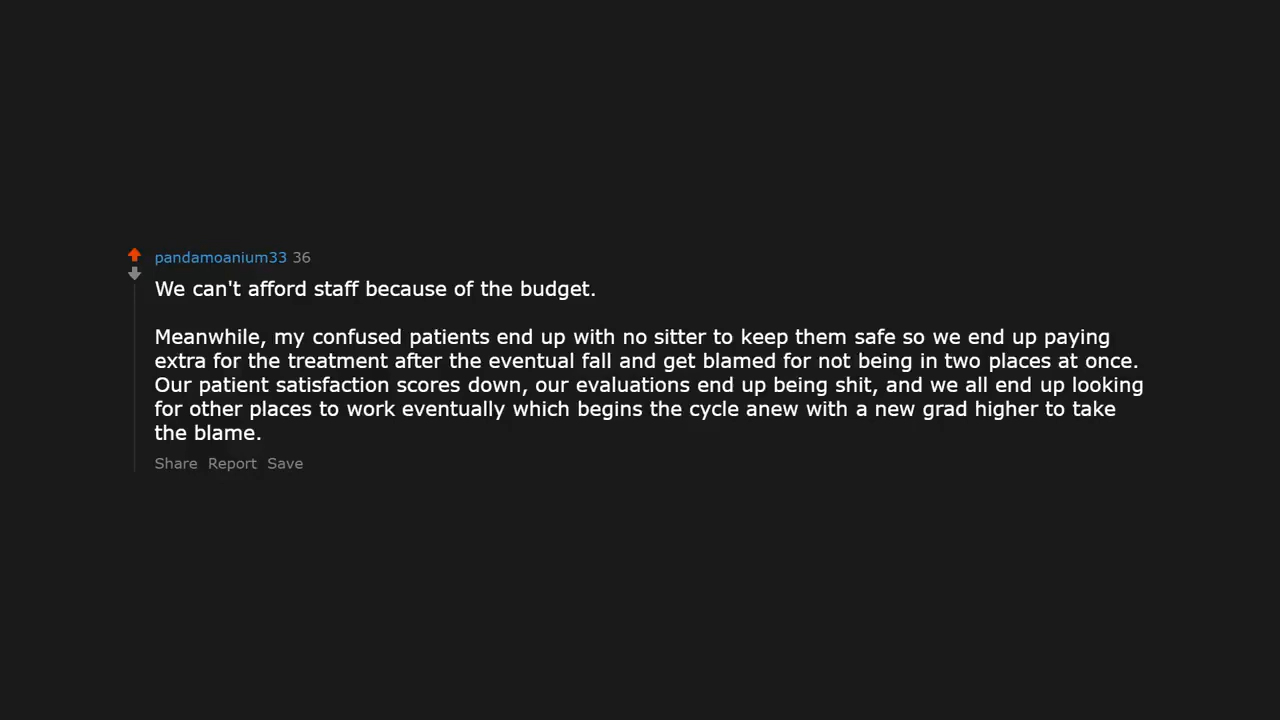 pandamoanium33 36
We can't afford staff because of the budget.
Meanwhile, my confused patients end up with no sitter to keep them safe so we end up paying
extra for the treatment after the eventual fall and get blamed for not being in two places at once.
Our patient satisfaction scores down, our evaluations end up being shit, and we all end up looking
for other places to work eventually which begins the cycle anew with a new grad higher to take
the blame.
Share Report Save